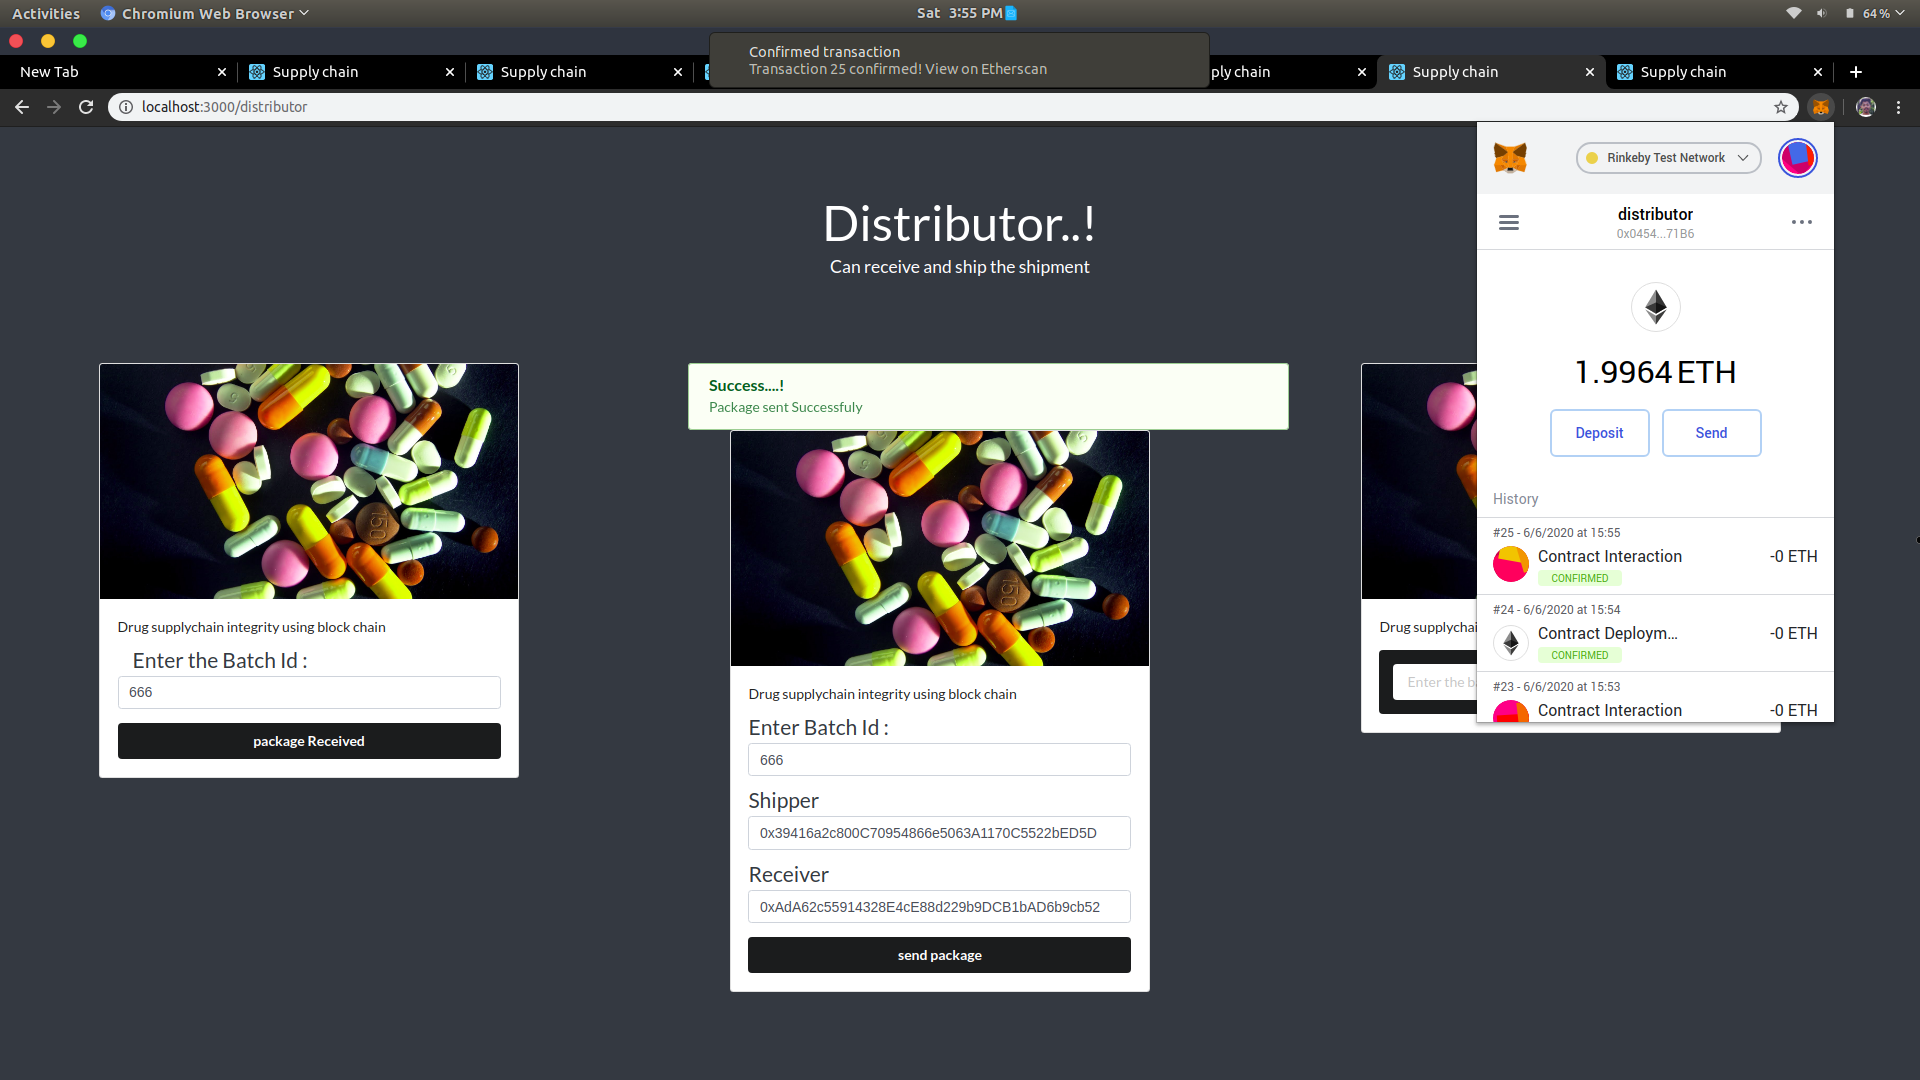 Activities
Chromium Web Browser
Sat 3:55 PM
64 %
Confirmed transaction
Transaction 25 confirmed! View on Etherscan
New Tab
Supply chain
Supply chain
ply chain
Supply chain
Supply chain
localhost:3000/distributor
Distributor..!
Can receive and ship the shipment
Drug supplychain integrity using block chain
Enter the Batch Id :
666
package Received
Success....!
Package sent Successfuly
150
Drug supplychain integrity using block chain
Enter Batch Id :
666
Shipper
0x39416a2c800C70954866e5063A1170C5522bED5D
Receiver
0xAdA62c55914328E4cE88d229b9DCB1bAD6b9cb52
send package
Drug supplychai
Enter the b
Rinkeby Test Network
distributor
0x0454...71B6
1.9964 ETH
Deposit
Send
History
#25 - 6/6/2020 at 15:55
Contract Interaction
-0 ETH
CONFIRMED
#24 - 6/6/2020 at 15:54
Contract Deploym...
-0 ETH
CONFIRMED
#23 - 6/6/2020 at 15:53
Contract Interaction
-0 ETH